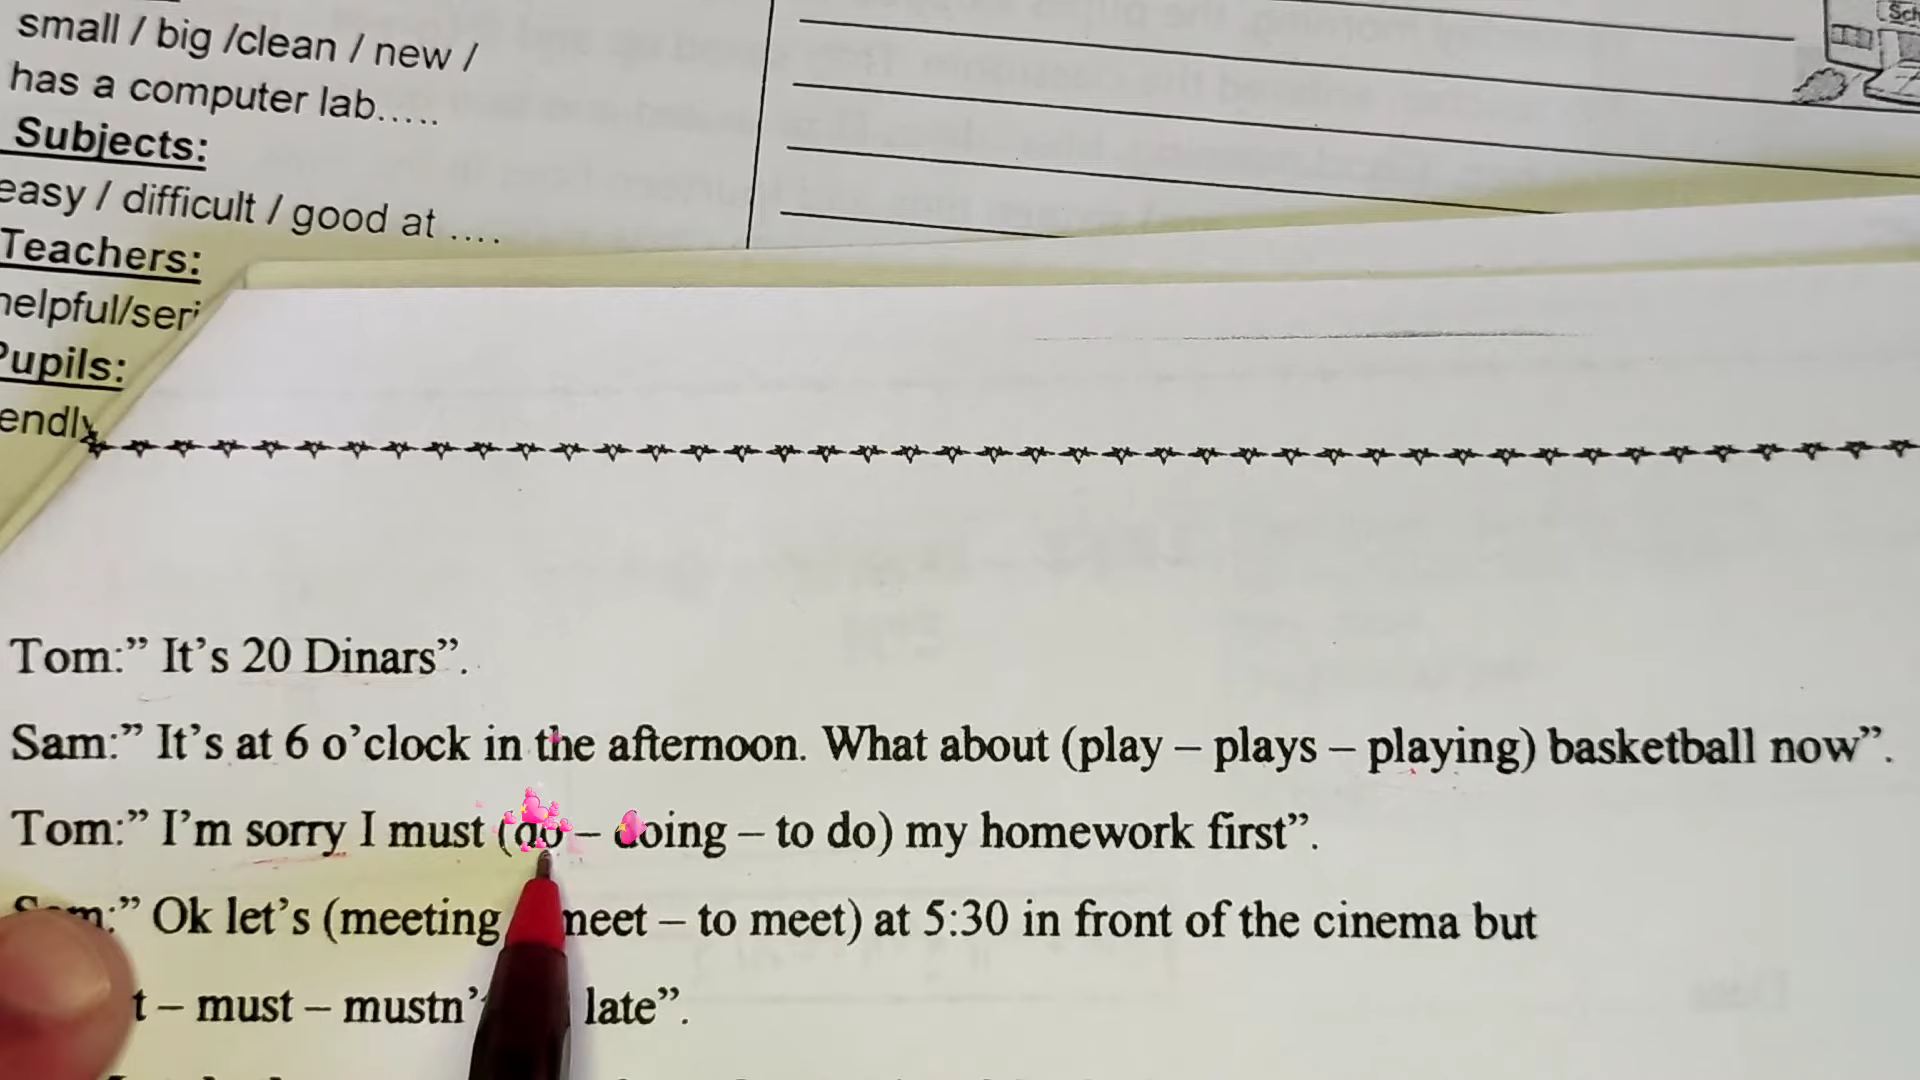 small / big /clean / new /
has a computer lab.....
Subjects:
easy / difficult / good at ....
Teachers:
helpful/seri
Pupils:
endly
Sch
Tom:” It’s 20 Dinars”.
Sam:” It’s at 6 o’clock in the afternoon. What about (play – plays – playing) basketball now”.
Tom:” I’m sorry I must (do – doing – to do) my homework first”.
Sam:” Ok let’s (meeting meet – to meet) at 5:30 in front of the cinema but
t – must – mustn’ late”.